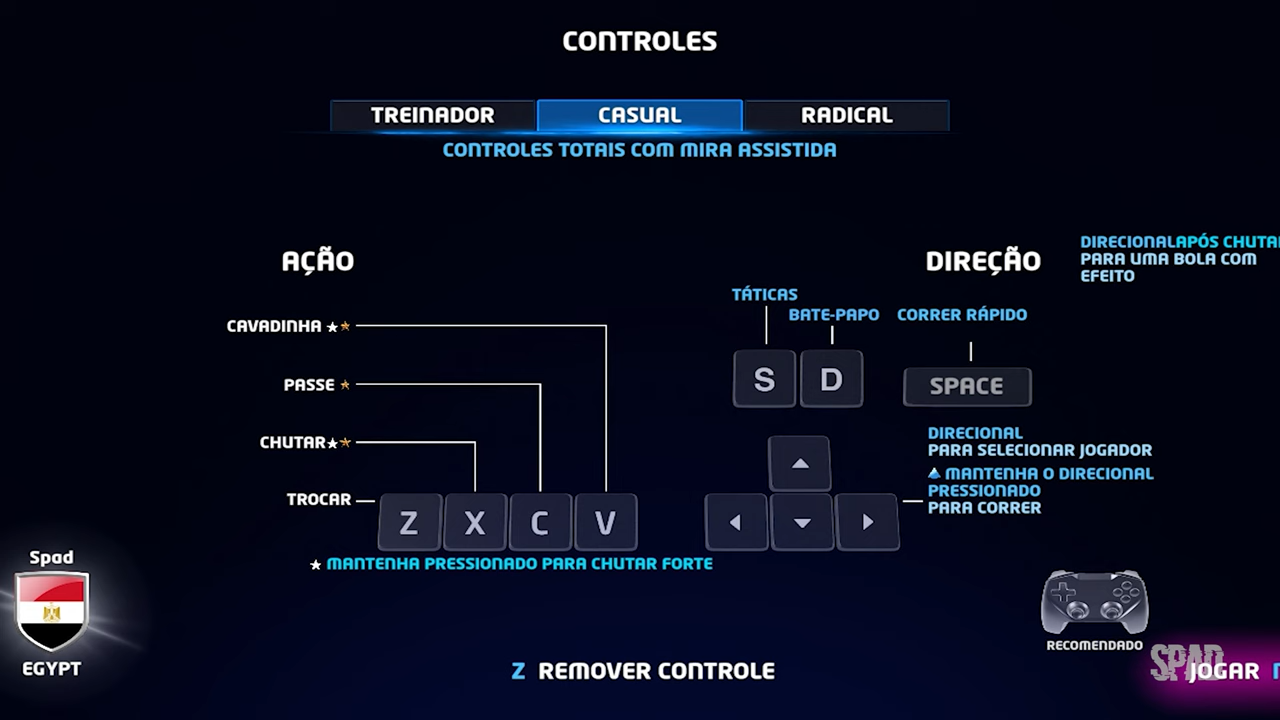 CONTROLES
TREINADOR
CASUAL
RADICAL
CONTROLES TOTAIS COM MIRA ASSISTIDA
AÇÃO
DIREÇÃO
DIRECIONALAPÓS CHUTA
PARA UMA BOLA COM
EFEITO
TÁTICAS
BATE-PAPO
CORRER RÁPIDO
CAVADINHA
PASSE
CHUTAR
TROCAR
S
D
SPACE
Z
X
C
V
DIRECIONAL
PARA SELECIONAR JOGADOR
MANTENHA O DIRECIONAL
PRESSIONADO
PARA CORRER
MANTENHA PRESSIONADO PARA CHUTAR FORTE
Spad
EGYPT
RECOMENDADO
Z REMOVER CONTROLE
SPAD
JOGAR